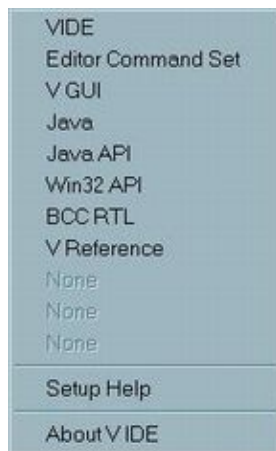 VIDE
Editor Command Set
V GUI
Java
Java API
Win32 API
BCC RTL
V Reference
None
None
None
Setup Help
About V IDE